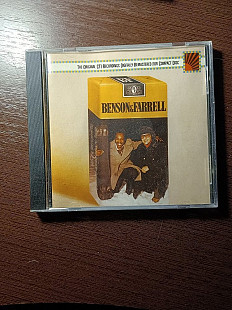 THE ORIGINAL CTI RECORDINGS DIGITALLY REMASTERED FOR COMPACT DISC
BENSON & FARRELL